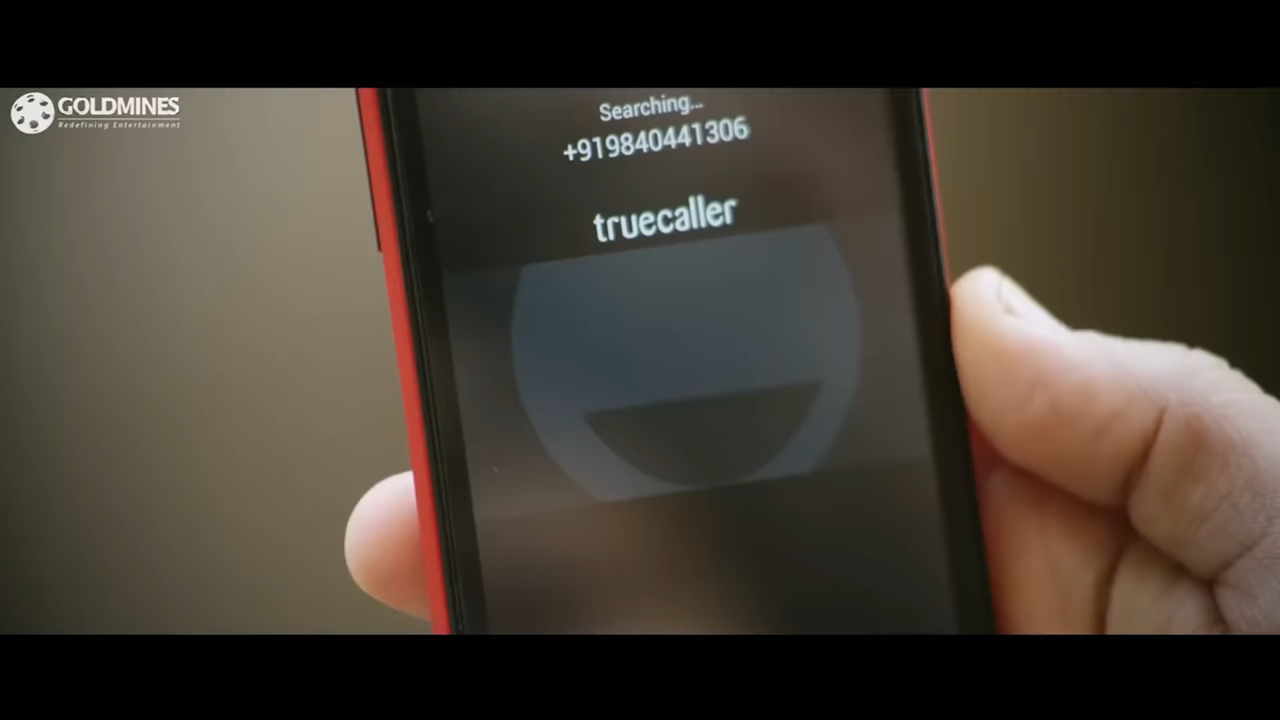 GOLDMINES
Redefining Entertainment
Searching...
+919840441306
truecaller